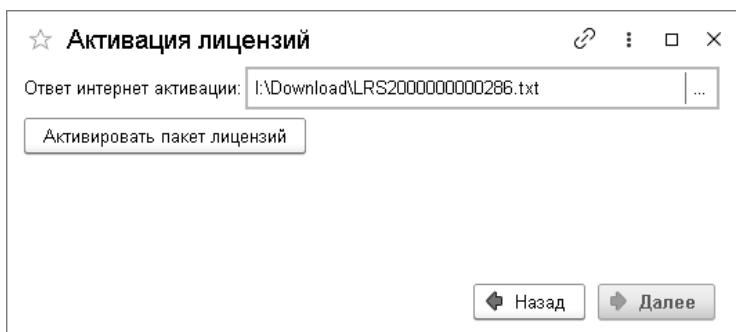 Активация лицензий
Ответ интернет активации: I:\Download\LRS2000000000286.txt ...
Активировать пакет лицензий
Назад Далее